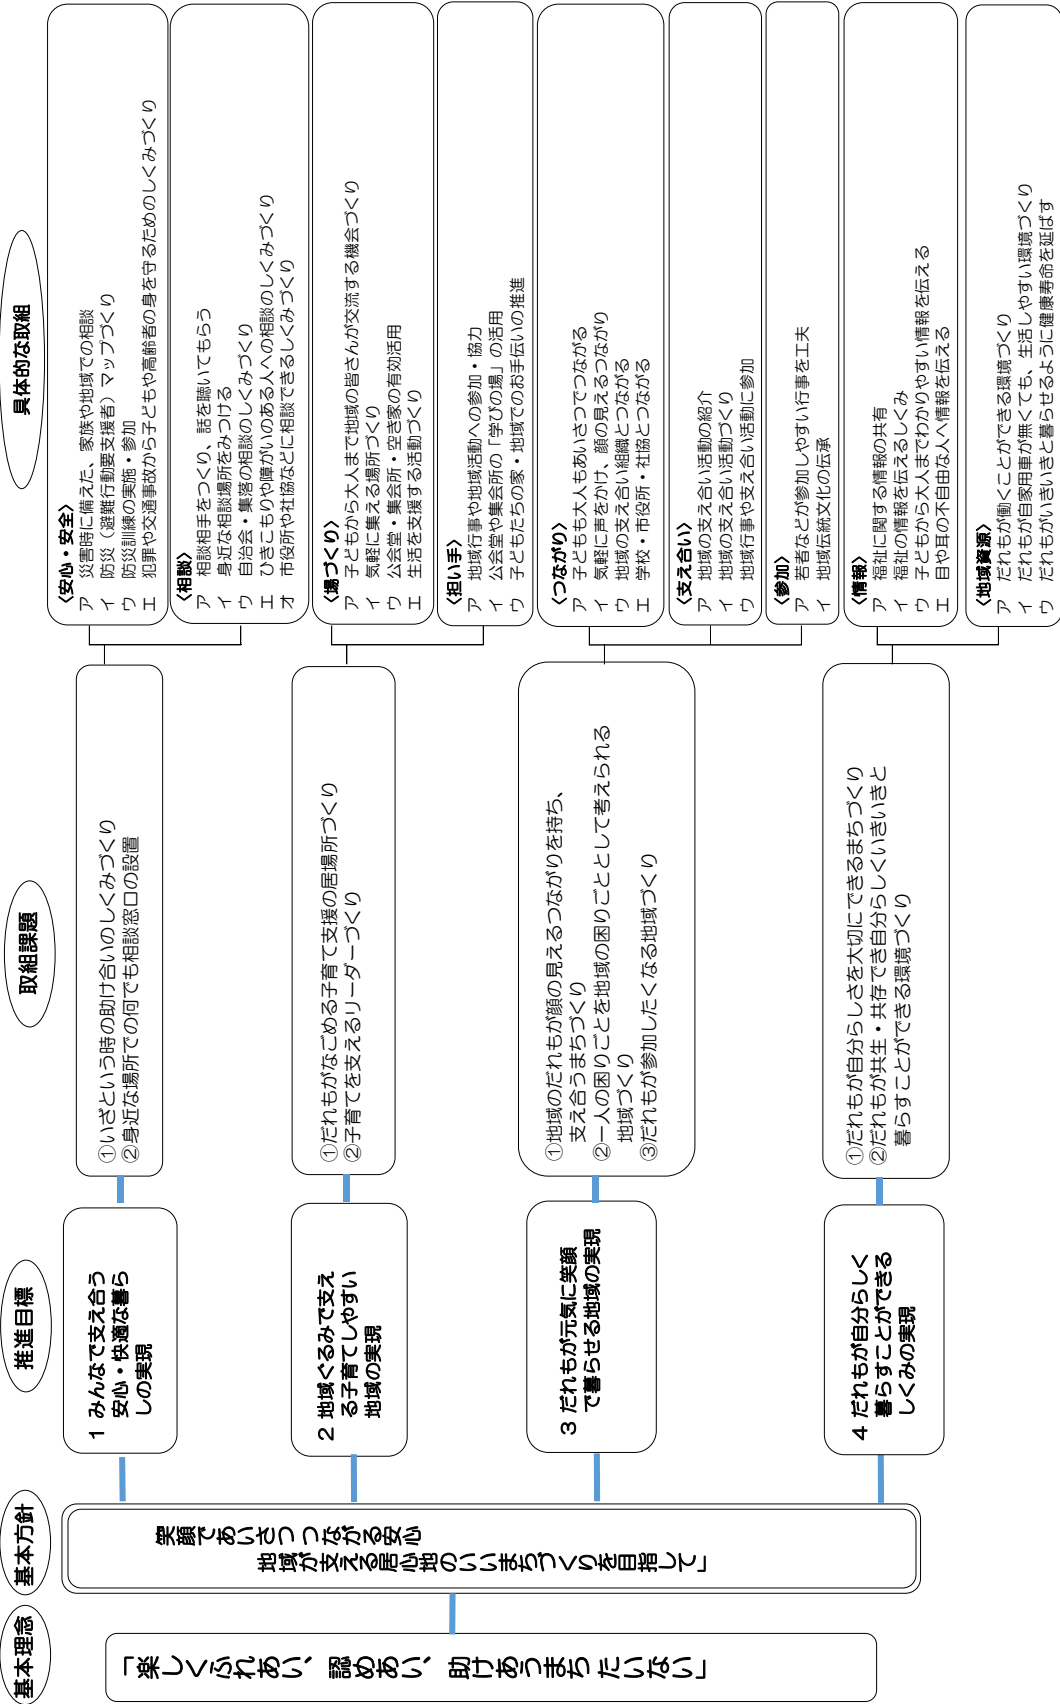 基本理念
基本方針
推進目標
取組課題
具体的な取組
「楽しくふれあい、認めあい、助けあうまち たいない」
笑顔であいさつ つながる安心
地域が支える居心地のいいまちづくりを目指して」
1 みんなで支え合う
安心・快適な暮ら
しの実現
①いざという時の助け合いのしくみづくり
②身近な場所での何でも相談窓口の設置
〈安心・安全〉
ア 災害時に備えた、家族や地域での相談
イ 防災（避難行動要支援者）マップづくり
ウ 防災訓練の実施・参加
エ 犯罪や交通事故から子どもや高齢者の身を守るためのしくみづくり
〈相談〉
ア 相談相手をつくり、話を聴いてもらう
イ 身近な相談場所をみつける
ウ 自治会・集落の相談のしくみづくり
エ ひきこもりや障がいのある人への相談のしくみづくり
オ 市役所や社協などに相談できるしくみづくり
2 地域ぐるみで支え
る子育てしやすい
地域の実現
①だれもがなごめる子育て支援の居場所づくり
②子育てを支えるリーダーづくり
〈場づくり〉
ア 子どもから大人まで地域の皆さんが交流する機会づくり
イ 気軽に集える場所づくり
ウ 公会堂・集会所・空き家の有効活用
エ 生活を支援する活動づくり
〈担い手〉
ア 地域行事や地域活動への参加・協力
イ 公会堂や集会所の「学びの場」の活用
ウ 子どもたちの家・地域でのお手伝いの推進
3 だれもが元気に笑顔
で暮らせる地域の実現
①地域のだれもが顔の見えるつながりを持ち、
支え合うまちづくり
②一人の困りごとを地域の困りごととして考えられる
地域づくり
③だれもが参加したくなる地域づくり
〈つながり〉
ア 子どもも大人もあいさつでつながる
イ 気軽に声をかけ、顔の見えるつながり
ウ 地域の支え合い組織とつながる
エ 学校・市役所・社協とつながる
〈支え合い〉
ア 地域の支え合い活動の紹介
イ 地域の支え合い活動づくり
ウ 地域行事や支え合い活動に参加
〈参加〉
ア 若者などが参加しやすい行事を工夫
イ 地域伝統文化の伝承
4 だれもが自分らしく
暮らすことができる
しくみの実現
①だれもが自分らしさを大切にできるまちづくり
②だれもが共生・共存でき自分らしくいきいきと
暮らすことができる環境づくり
〈情報〉
ア 福祉に関する情報の共有
イ 福祉の情報を伝えるしくみ
ウ 子どもから大人までわかりやすい情報を伝える
エ 目や耳の不自由な人へ情報を伝える
〈地域資源〉
ア だれもが働くことができる環境づくり
イ だれもが自家用車が無くても、生活しやすい環境づくり
ウ だれもがいきいきと暮らせるように健康寿命を延ばす